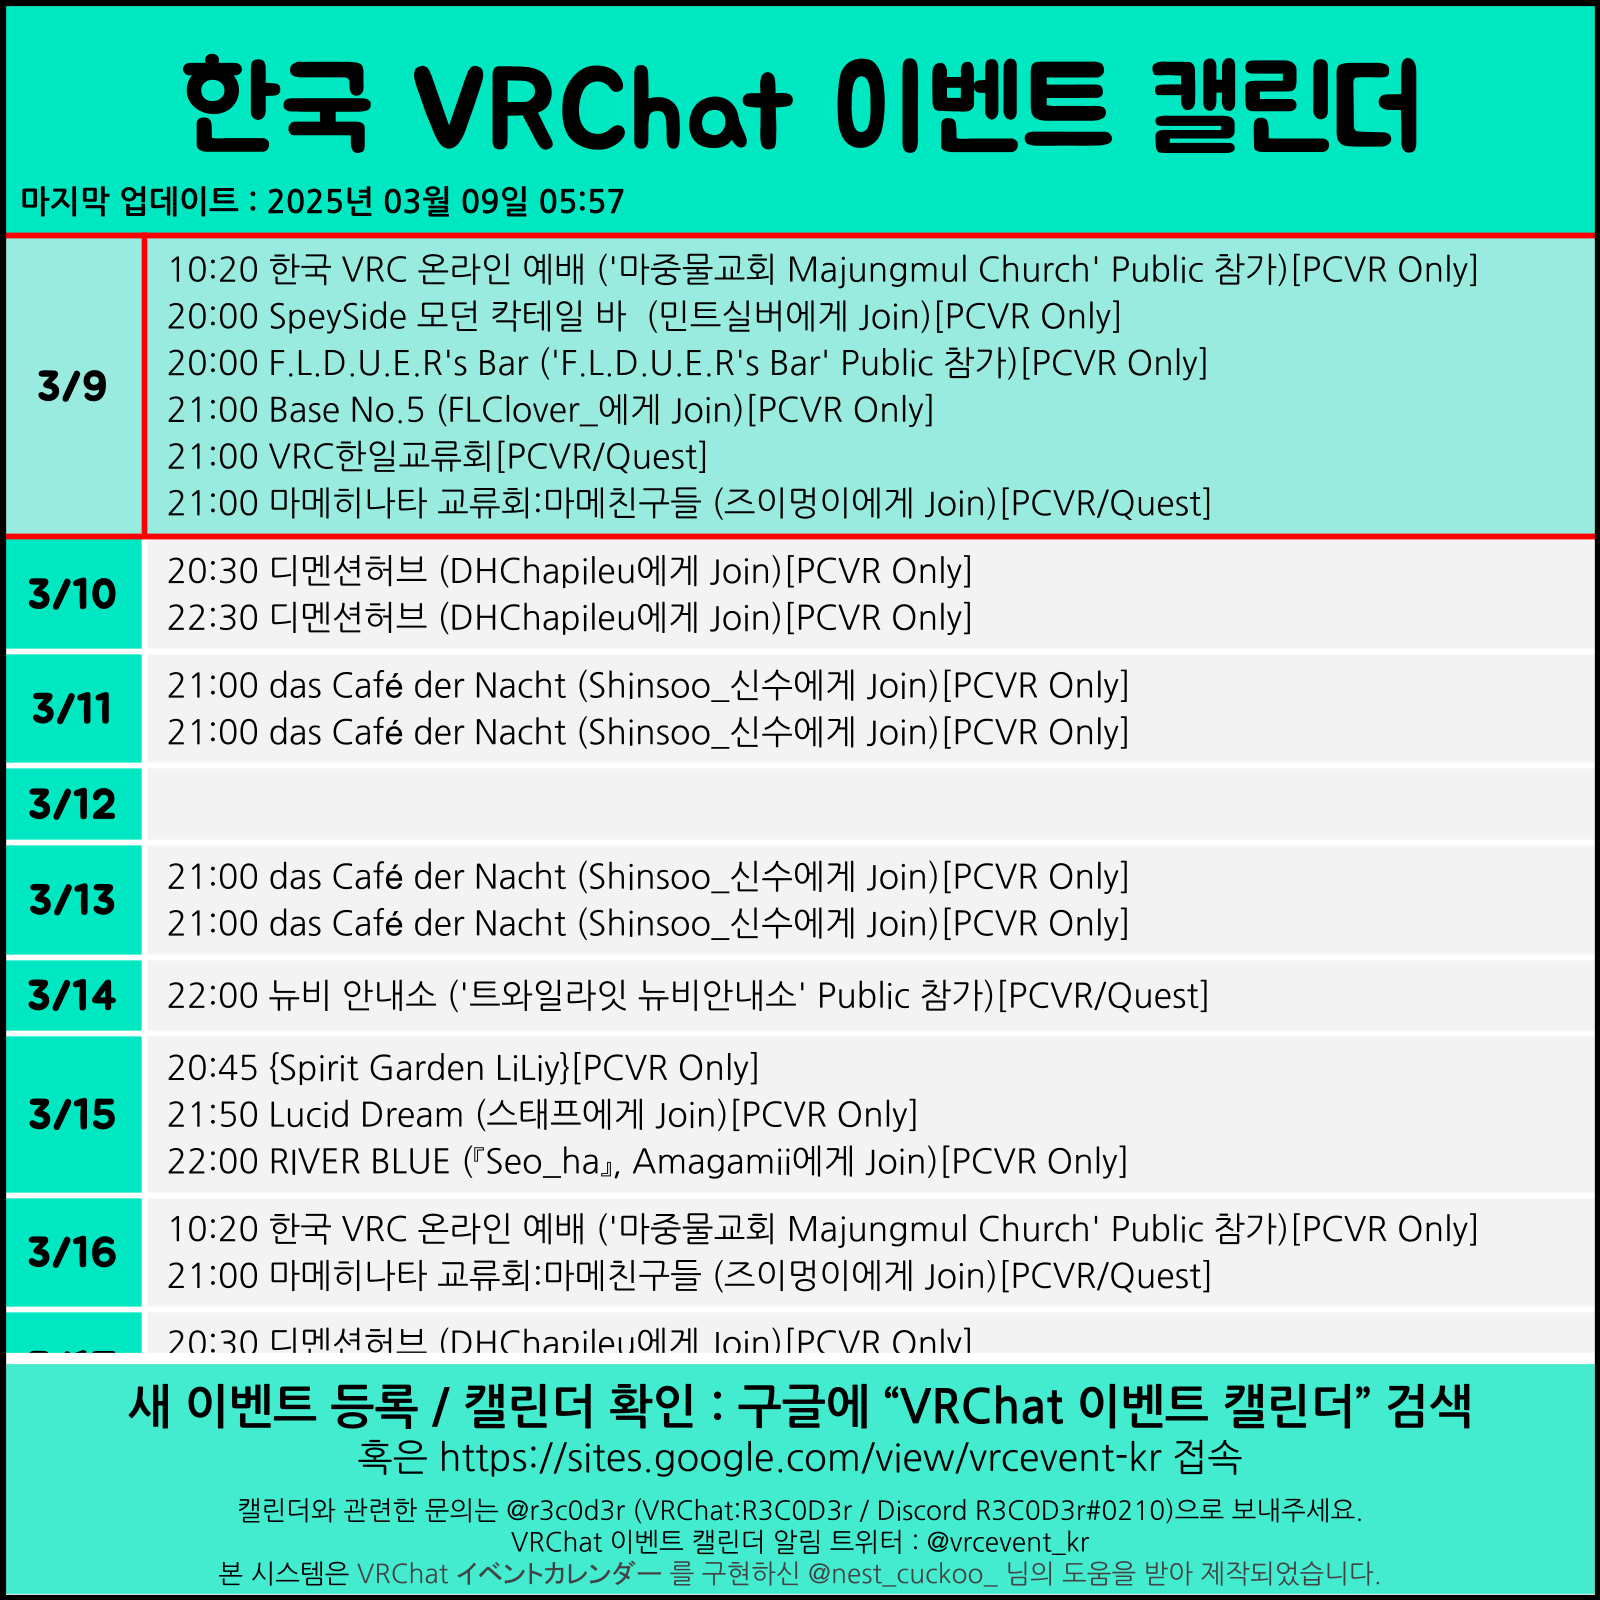 한국 VRChat 이벤트 캘린더
마지막 업데이트 : 2025년 03월 09일 05:57
3/9
10:20 한국 VRC 온라인 예배 ('마중물교회 Majungmul Church' Public 참가)[PCVR Only]
20:00 SpeySide 모던 칵테일 바  (민트실버에게 Join)[PCVR Only]
20:00 F.L.D.U.E.R's Bar ('F.L.D.U.E.R's Bar' Public 참가)[PCVR Only]
21:00 Base No.5 (FLClover_에게 Join)[PCVR Only]
21:00 VRC한일교류회[PCVR/Quest]
21:00 마메히나타 교류회:마메친구들 (즈이멍이에게 Join)[PCVR/Quest]
3/10
20:30 디멘션허브 (DHChapileu에게 Join)[PCVR Only]
22:30 디멘션허브 (DHChapileu에게 Join)[PCVR Only]
3/11
21:00 das Café der Nacht (Shinsoo_신수에게 Join)[PCVR Only]
21:00 das Café der Nacht (Shinsoo_신수에게 Join)[PCVR Only]
3/12
3/13
21:00 das Café der Nacht (Shinsoo_신수에게 Join)[PCVR Only]
21:00 das Café der Nacht (Shinsoo_신수에게 Join)[PCVR Only]
3/14
22:00 뉴비 안내소 ('트와일라잇 뉴비안내소' Public 참가)[PCVR/Quest]
3/15
20:45 {Spirit Garden LiLiy}[PCVR Only]
21:50 Lucid Dream (스태프에게 Join)[PCVR Only]
22:00 RIVER BLUE (『Seo_ha』, Amagamii에게 Join)[PCVR Only]
3/16
10:20 한국 VRC 온라인 예배 ('마중물교회 Majungmul Church' Public 참가)[PCVR Only]
21:00 마메히나타 교류회:마메친구들 (즈이멍이에게 Join)[PCVR/Quest]
20:30 디멘션허브 (DHChapileu에게 Join)[PCVR Only]
새 이벤트 등록 / 캘린더 확인 : 구글에 “VRChat 이벤트 캘린더” 검색
혹은 https://sites.google.com/view/vrcevent-kr 접속
캘린더와 관련한 문의는 @r3c0d3r (VRChat:R3C0D3r / Discord R3C0D3r#0210)으로 보내주세요.
VRChat 이벤트 캘린더 알림 트위터 : @vrcevent_kr
본 시스템은 VRChat イベントカレンダー 를 구현하신 @nest_cuckoo_ 님의 도움을 받아 제작되었습니다.